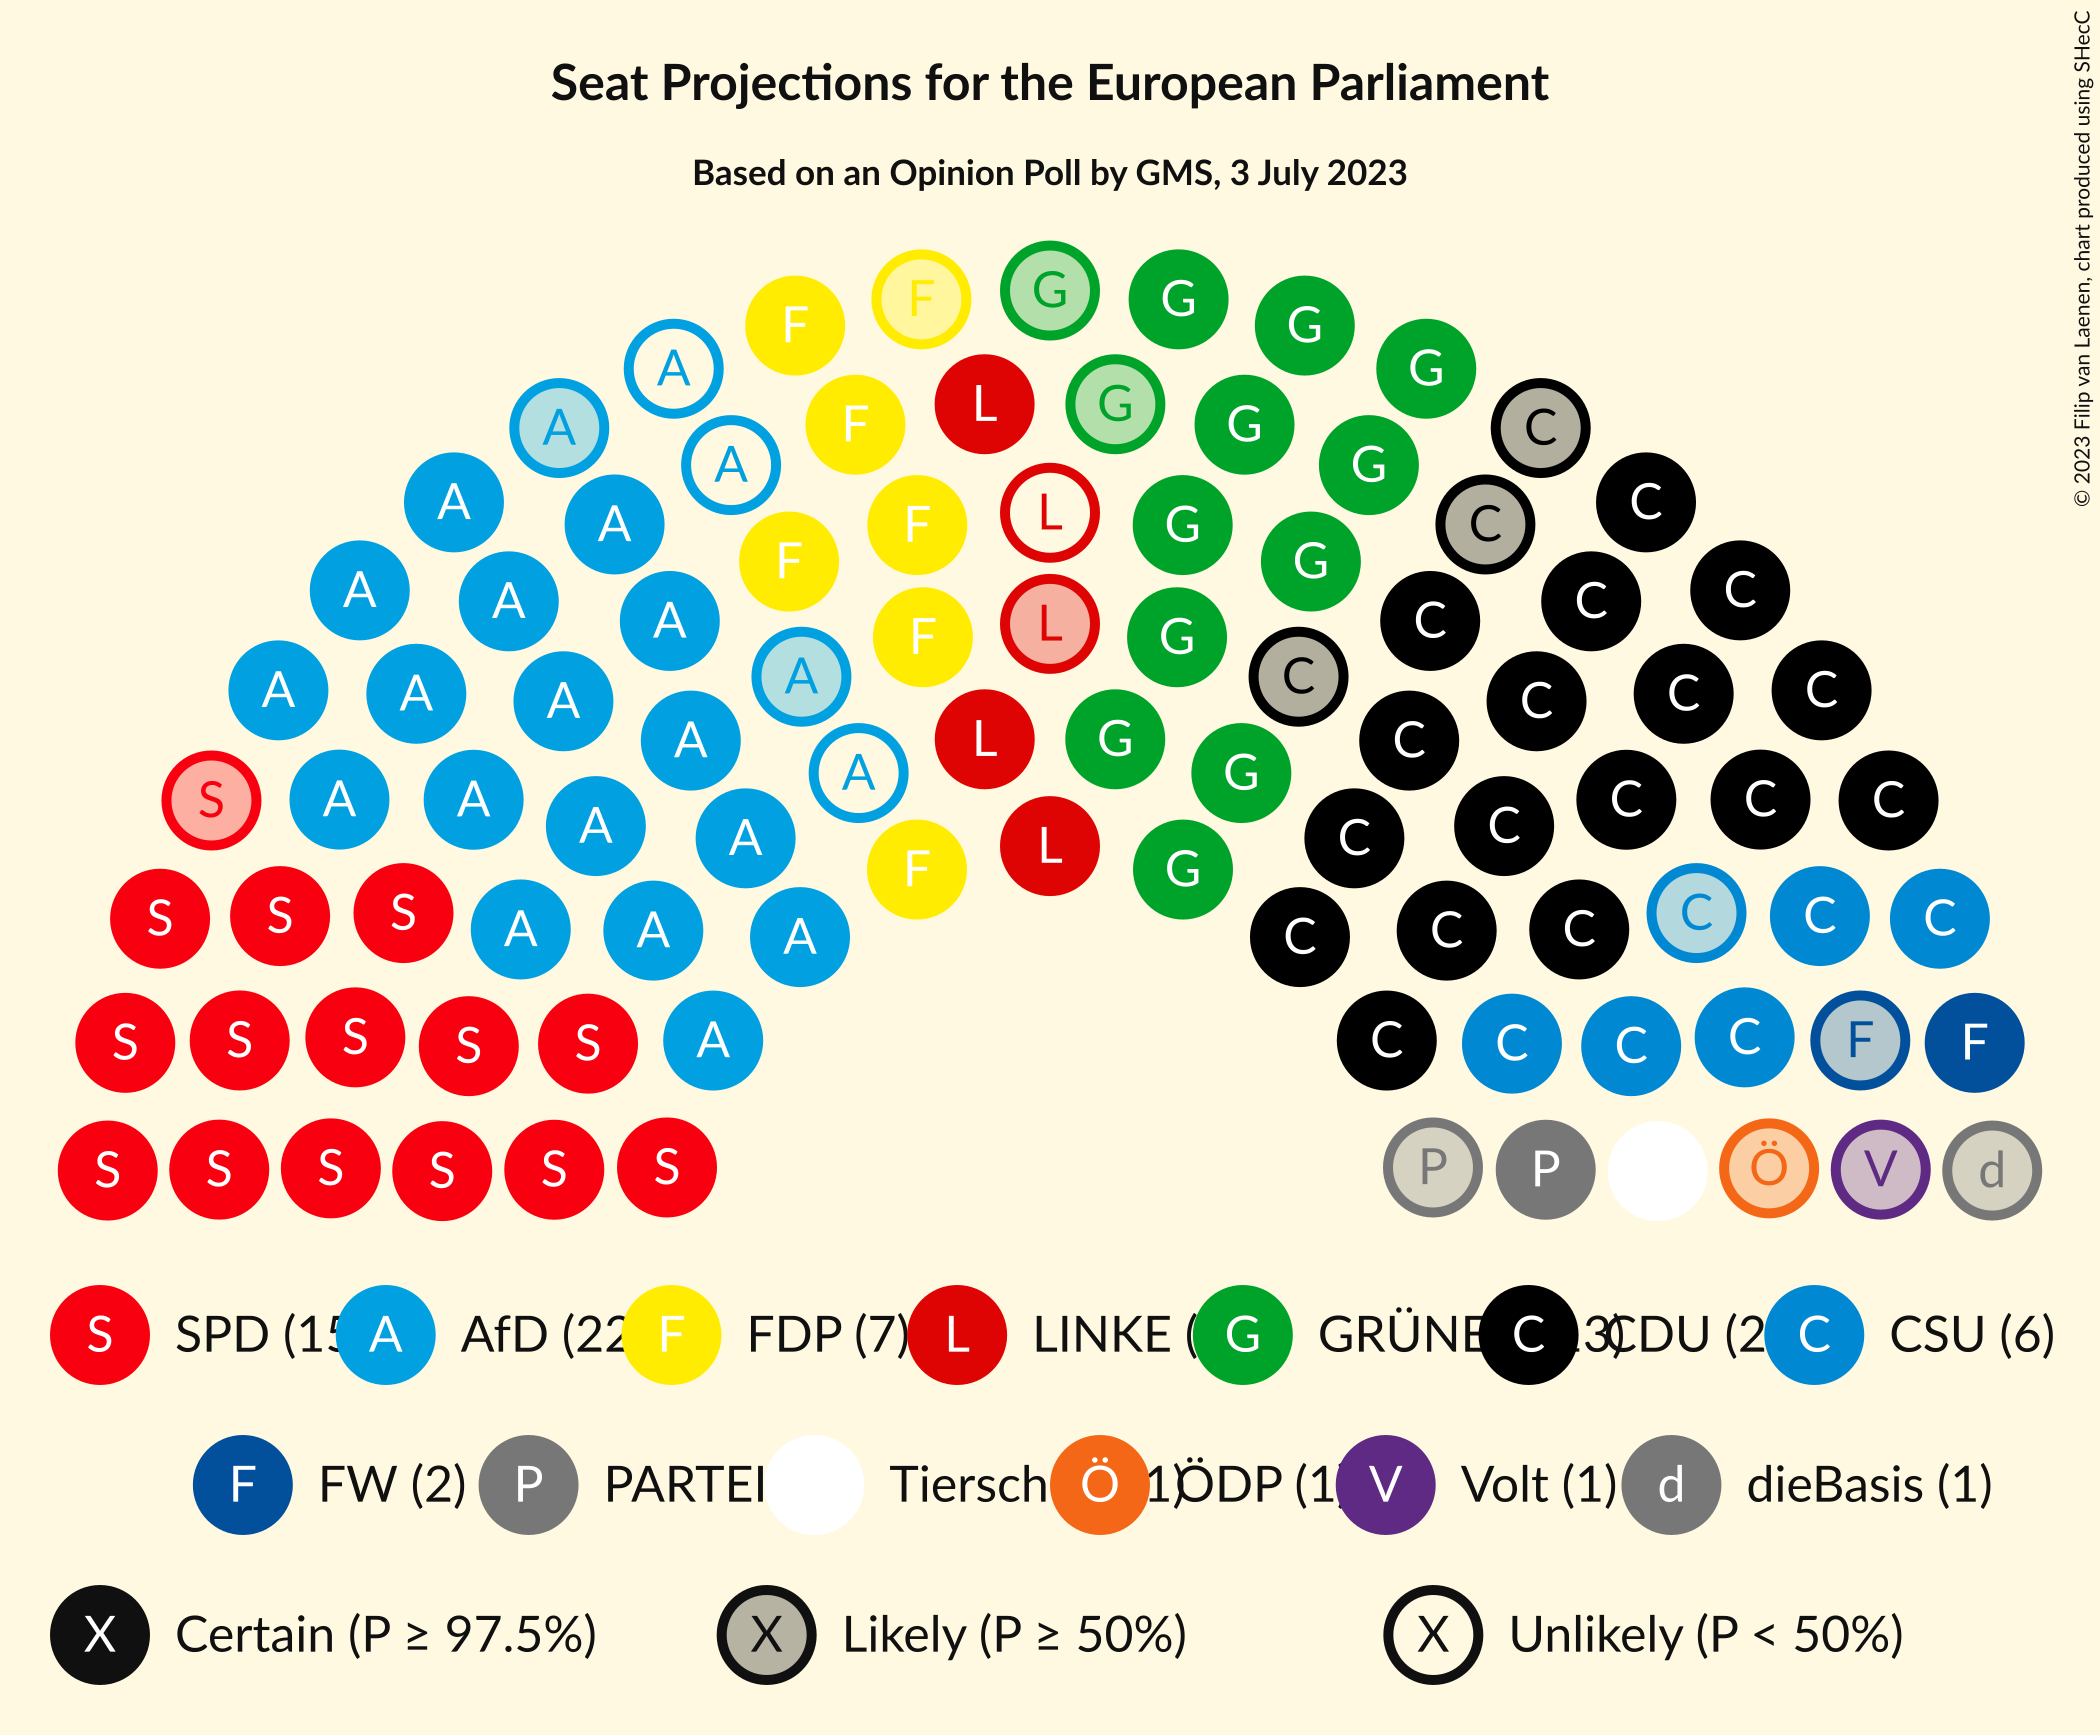 Seat Projections for the European Parliament
Based on an Opinion Poll by GMS, 3 July 2023
© 2023 Filip van Laenen, chart produced using SHecC
F G G
F G
A G
L G
A F G C
A G
A A F L G C C
F G
A A A F L G C C C
A A A A C C C C
A L G C
S A A A G C C C
A A L C C
S S S A A A F G C C C C C C
S S S S S A C C C C F F
S S S S S S P P Ö V d
S SPD (15 A AfD (22 F FDP (7) L LINKE ( G GRÜNE C 3) CDU (2 C CSU (6)
F FW (2) P PARTEI Tiersch Ö 1) ÖDP (1) V Volt (1) d dieBasis (1)
X Certain (P ≥ 97.5%) X Likely (P ≥ 50%) X Unlikely (P < 50%)